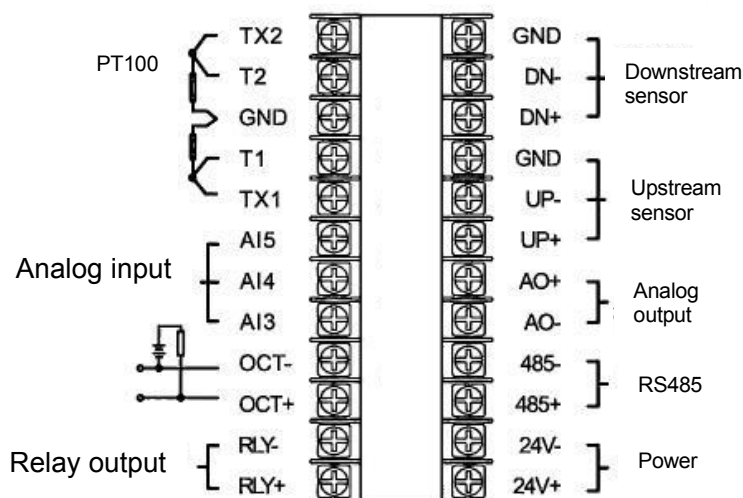 PT100
TX2
T2
GND
T1
TX1
Analog input
AI5
AI4
AI3
OCT-
OCT+
Relay output
RLY-
RLY+
GND
DN-
DN+
Downstream
sensor
GND
UP-
UP+
Upstream
sensor
AO+
AO-
Analog
output
485-
485+
RS485
24V-
24V+
Power